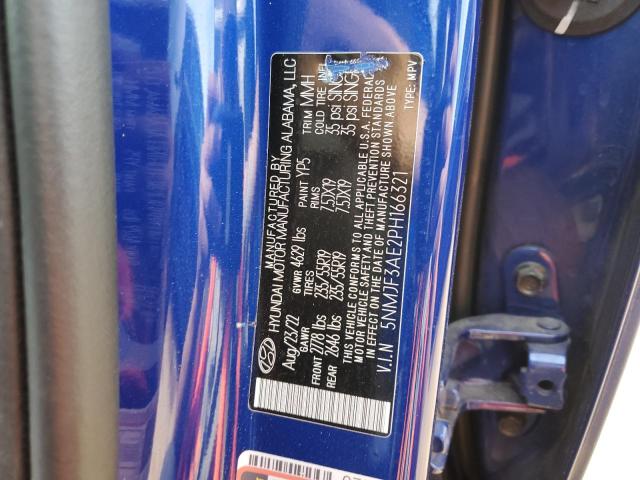 MANUFACTURED BY
HYUNDAI MOTOR MANUFACTURING ALABAMA, LLC
Aug/23/22 GVWR 4629 lbs PAINT YP5 TRIM MMH
GAWR TIRES RIMS COLD TIRE INFL
FRONT 2778 lbs 235/55R19 7.5JX19 35 psi SING
REAR 2646 lbs 235/55R19 7.5JX19 35 psi SING
THIS VEHICLE CONFORMS TO ALL APPLICABLE U.S.A. FEDERAL
MOTOR VEHICLE SAFETY AND THEFT PREVENTION STANDARDS
IN EFFECT ON THE DATE OF MANUFACTURE SHOWN ABOVE
V.I.N 5NMJF3AE2PH166321 TYPE: MPV